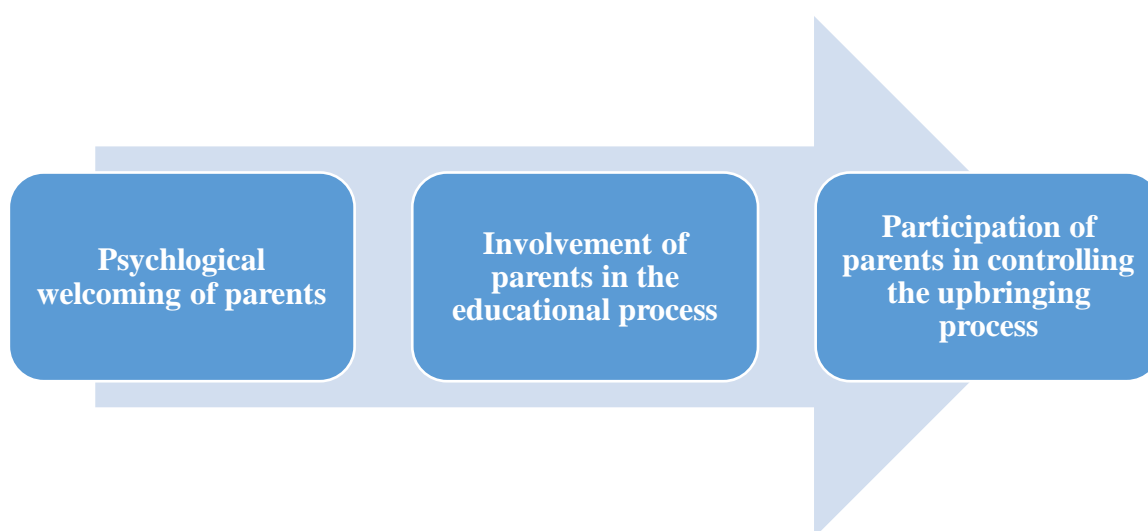 Psychlogical
welcoming of parents
Involvement of
parents in the
educational process
Participation of
parents in controlling
the upbringing
process